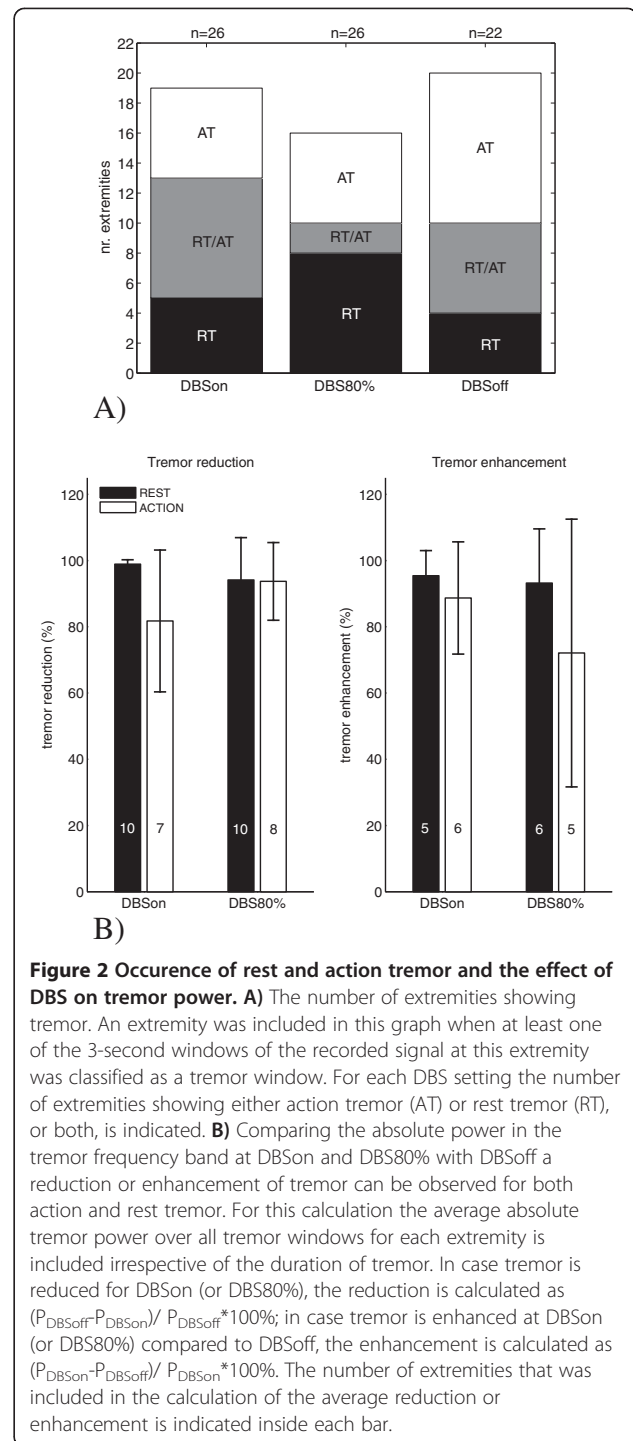 n=26 n=26 n=22
22
20
18
16
14
12
10
8
6
4
2
0
nr. extremities
AT AT AT
RT/AT RT/AT RT/AT
RT RT RT
DBSon DBS80% DBSoff
A)
Tremor reduction Tremor enhancement
REST
ACTION
120
100
80
60
40
20
0
tremor reduction (%)
10 7 10 8
DBSon DBS80%
120
100
80
60
40
20
0
tremor enhancement (%)
5 6 6 5
DBSon DBS80%
B)
Figure 2 Occurence of rest and action tremor and the effect of
DBS on tremor power. A) The number of extremities showing
tremor. An extremity was included in this graph when at least one
of the 3-second windows of the recorded signal at this extremity
was classified as a tremor window. For each DBS setting the number
of extremities showing either action tremor (AT) or rest tremor (RT),
or both, is indicated. B) Comparing the absolute power in the
tremor frequency band at DBSon and DBS80% with DBSoff a
reduction or enhancement of tremor can be observed for both
action and rest tremor. For this calculation the average absolute
tremor power over all tremor windows for each extremity is
included irrespective of the duration of tremor. In case tremor is
reduced for DBSon (or DBS80%), the reduction is calculated as
(PDBSoff-PDBSon)/ PDBSoff*100%; in case tremor is enhanced at DBSon
(or DBS80%) compared to DBSoff, the enhancement is calculated as
(PDBSon-PDBSoff)/ PDBSon*100%. The number of extremities that was
included in the calculation of the average reduction or
enhancement is indicated inside each bar.